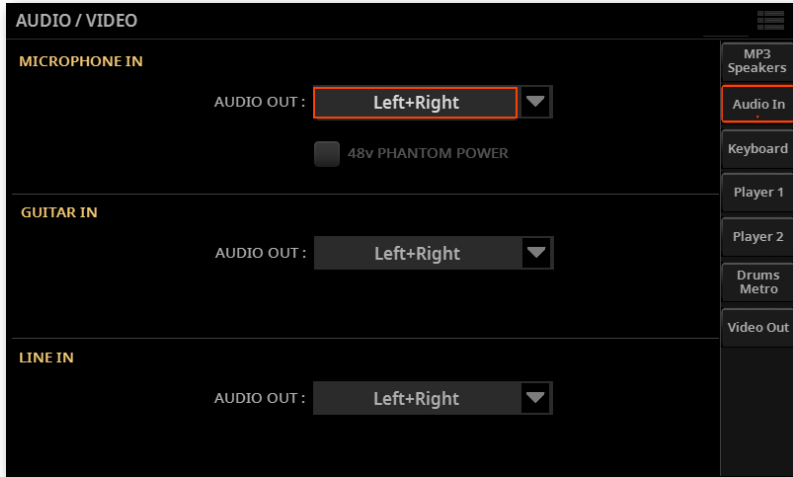 AUDIO / VIDEO
MICROPHONE IN
AUDIO OUT :
Left+Right
48v PHANTOM POWER
GUITAR IN
AUDIO OUT :
Left+Right
LINE IN
AUDIO OUT :
Left+Right
MP3
Speakers
Audio In
Keyboard
Player 1
Player 2
Drums
Metro
Video Out